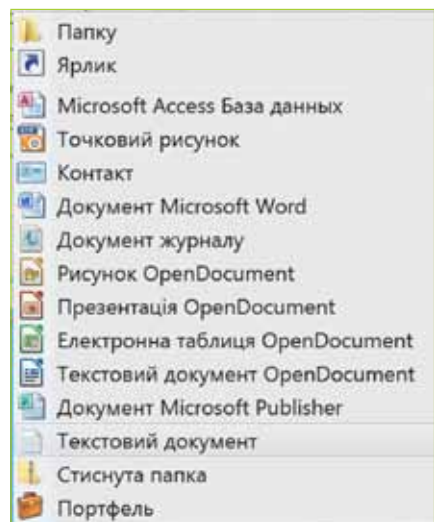 Папку
Ярлик
Microsoft Access База данных
Точковий рисунок
Контакт
Документ Microsoft Word
Документ журналу
Рисунок OpenDocument
Презентація OpenDocument
Електронна таблиця OpenDocument
Текстовий документ OpenDocument
Документ Microsoft Publisher
Текстовий документ
Стиснута папка
Портфель